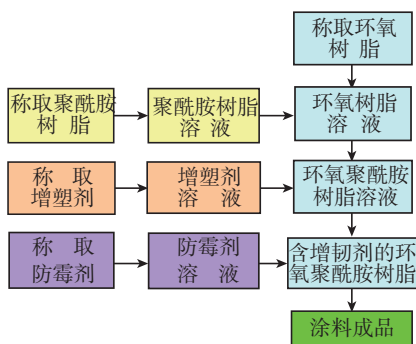 称取环氧
树 脂
称取聚酰胺
树 脂
聚酰胺树脂
溶 液
环氧树脂
溶 液
称 取
增塑剂
增塑剂
溶 液
环氧聚酰胺
树脂溶液
称 取
防霉剂
防霉剂
溶 液
含增韧剂的环
氧聚酰胺树脂
涂料成品